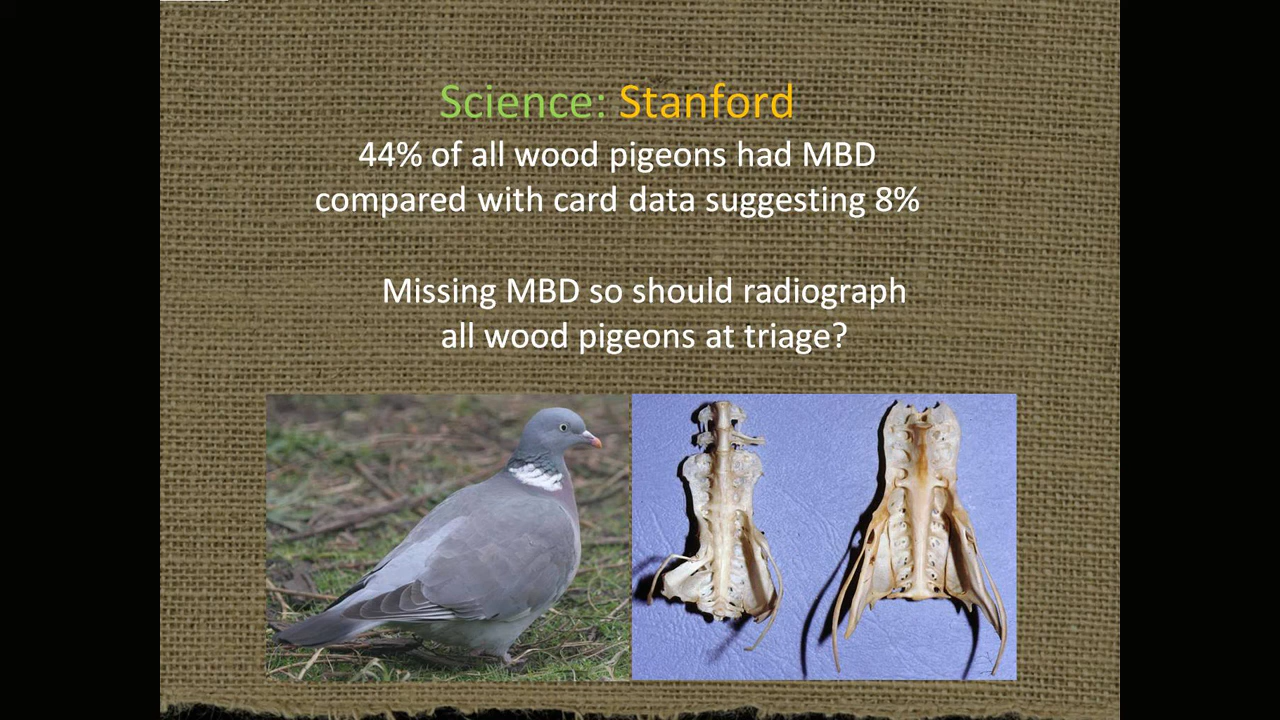 Science: Stanford
44% of all wood pigeons had MBD
compared with card data suggesting 8%
Missing MBD so should radiograph
all wood pigeons at triage?